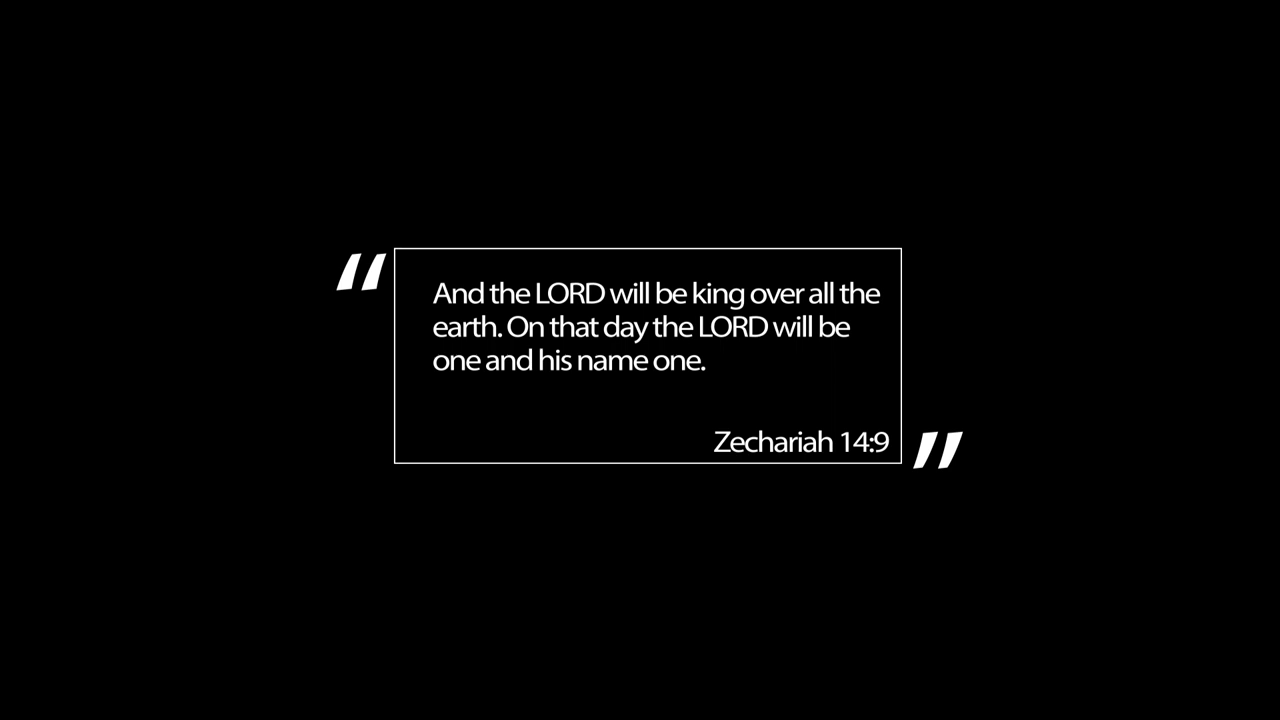 “
And the LORD will be king over all the
earth. On that day the LORD will be
one and his name one.
Zechariah 14:9
”